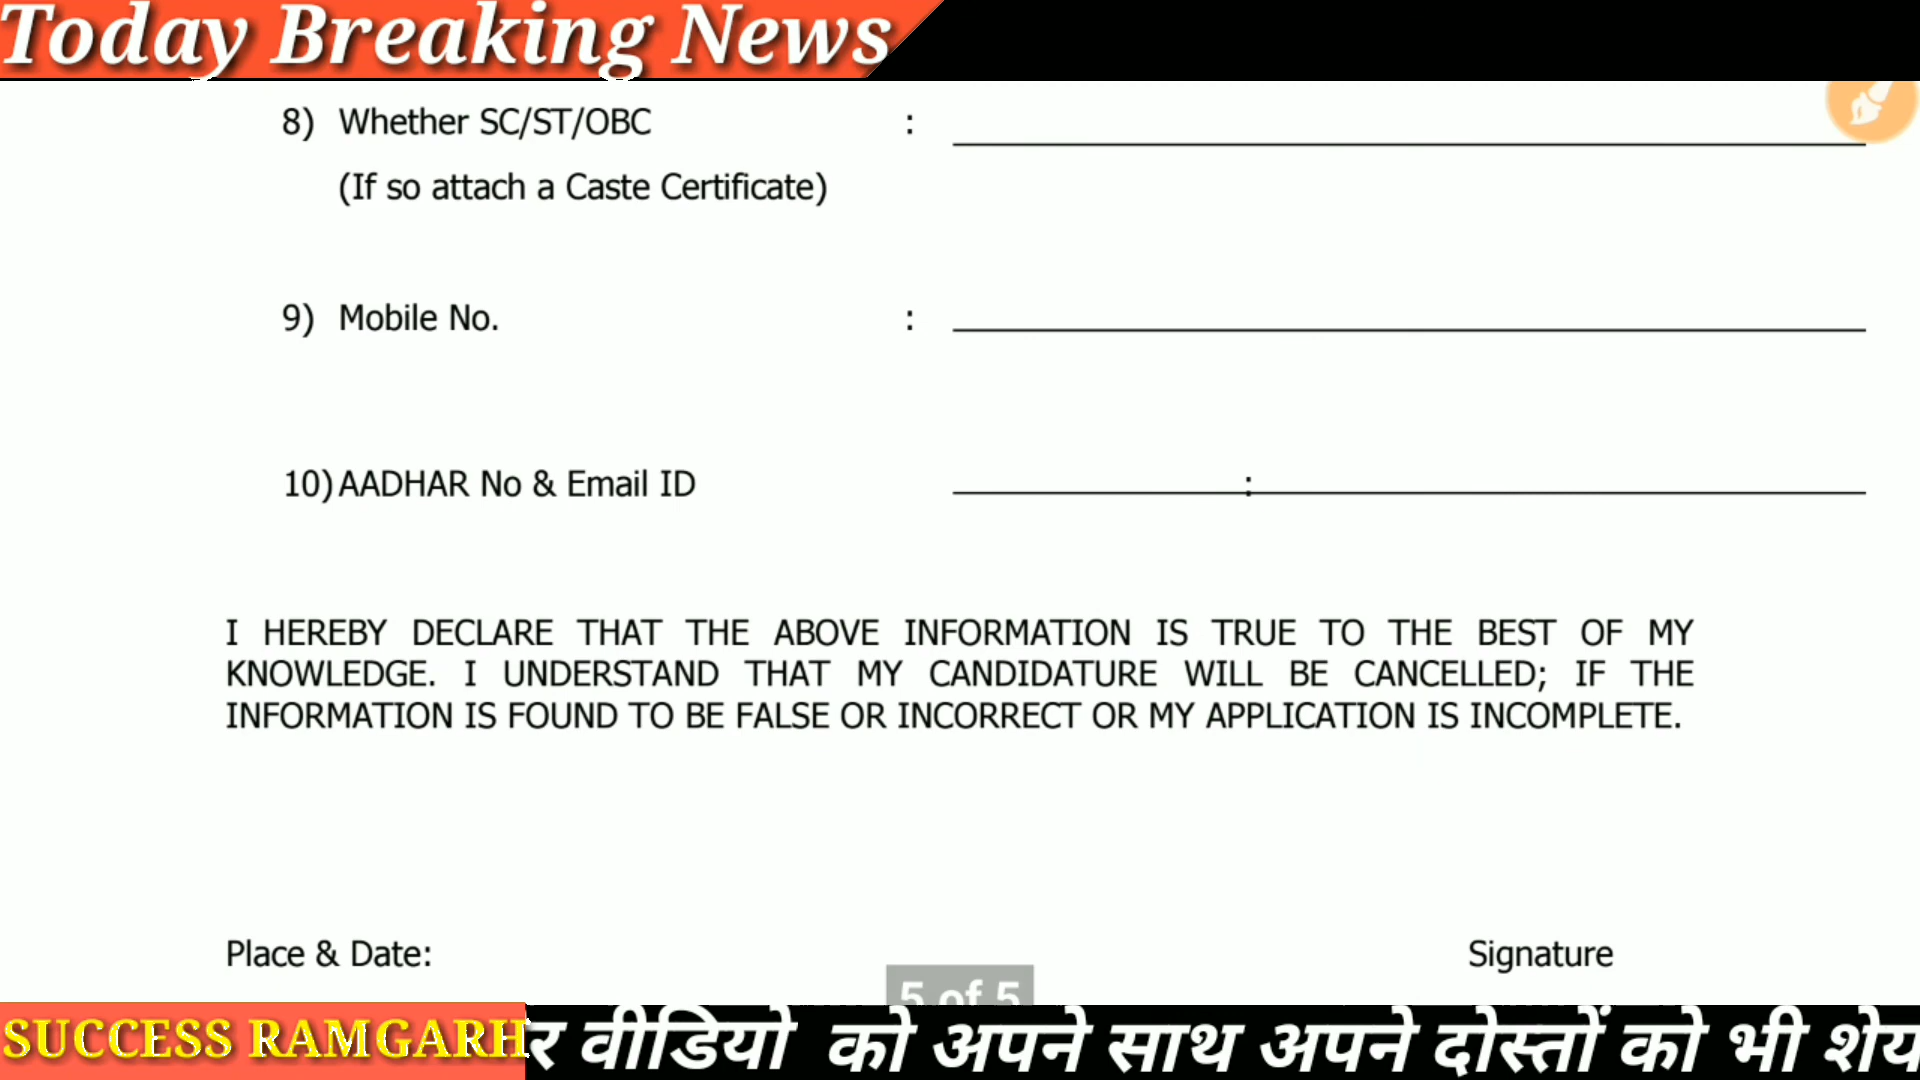 Today Breaking News
8) Whether SC/ST/OBC :
(If so attach a Caste Certificate)
9) Mobile No. :
10) AADHAR No & Email ID :
I HEREBY DECLARE THAT THE ABOVE INFORMATION IS TRUE TO THE BEST OF MY
KNOWLEDGE. I UNDERSTAND THAT MY CANDIDATURE WILL BE CANCELLED; IF THE
INFORMATION IS FOUND TO BE FALSE OR INCORRECT OR MY APPLICATION IS INCOMPLETE.
Place & Date: Signature
5 of 5
SUCCESS RAMGARH र वीडियो को अपने साथ अपने दोस्तों को भी शेय